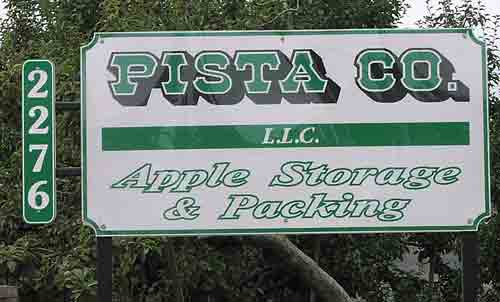 2276
PISTA CO.
L.L.C.
Apple Storage
& Packing